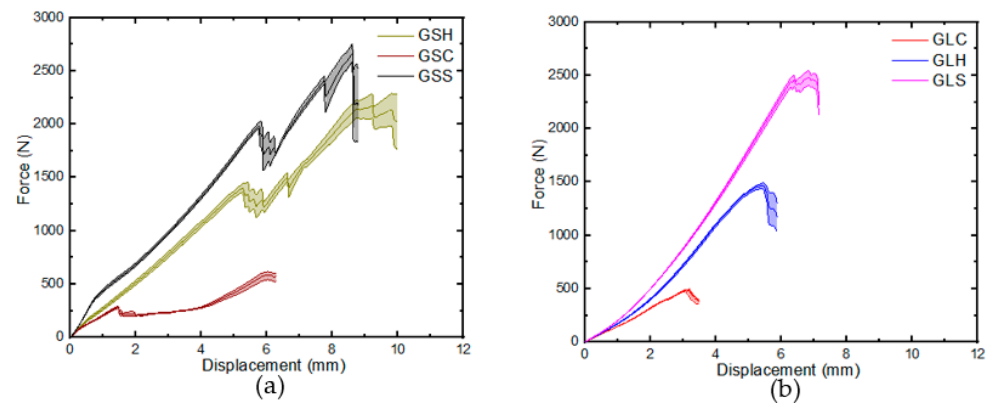 (a)
3000
2500
2000
1500
1000
500
0
Force (N)
GSH
GSC
GSS
0 2 4 6 8 10 12
Displacement (mm)
(a)
(b)
3000
2500
2000
1500
1000
500
0
Force (N)
GLC
GLH
GLS
0 2 4 6 8 10 12
Displacement (mm)
(b)